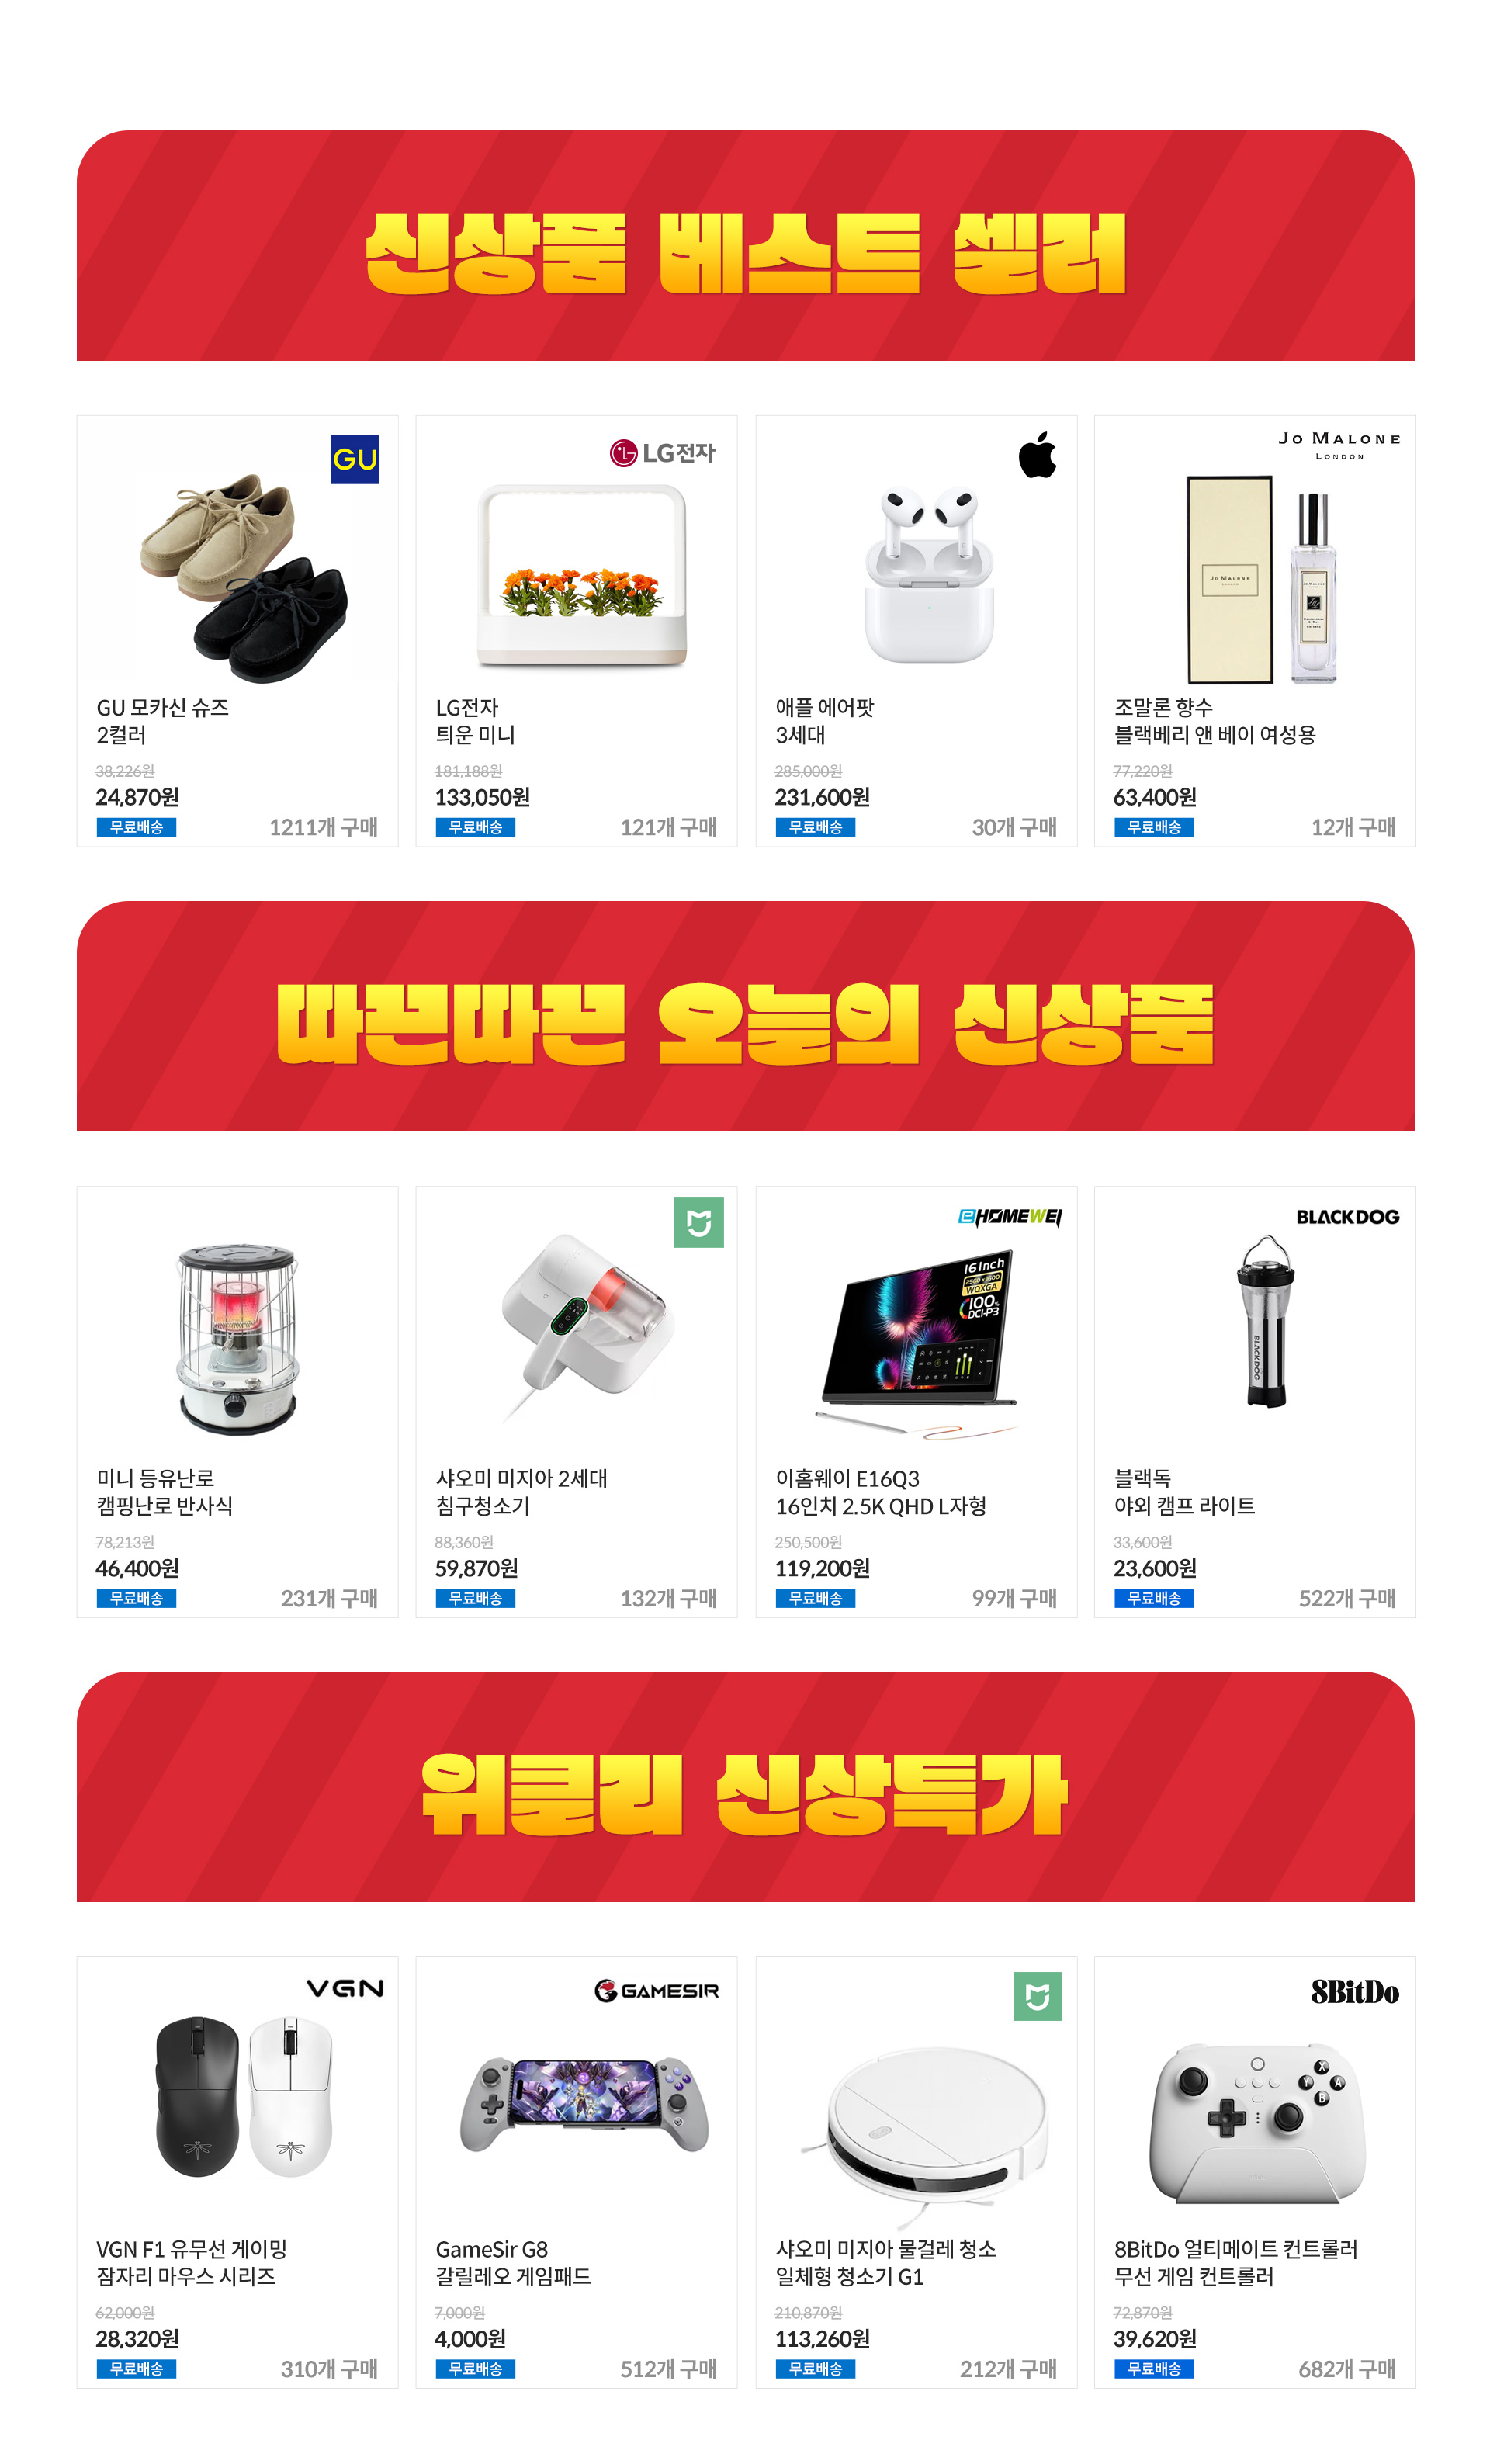 신상품 베스트 셀러
GU
GU 모카신 슈즈
2컬러
38,226원
24,870원
무료배송
1211개 구매
LG전자
LG전자
틔운 미니
181,188원
133,050원
무료배송
121개 구매
애플 에어팟
3세대
285,000원
231,600원
무료배송
30개 구매
JO MALONE
LONDON
JO MALONE
LONDON
조말론 향수
블랙베리 앤 베이 여성용
77,220원
63,400원
무료배송
12개 구매
따끈따끈 오늘의 신상품
미니 등유난로
캠핑난로 반사식
78,213원
46,400원
무료배송
231개 구매
샤오미 미지아 2세대
침구청소기
88,360원
59,870원
무료배송
132개 구매
eHOMEWEI
16Inch
2560 x 1600
WQXGA
100%
DCI-P3
이홈웨이 E16Q3
16인치 2.5K QHD L자형
250,500원
119,200원
무료배송
99개 구매
BLACKDOG
BLACKDOG
블랙독
야외 캠프 라이트
33,600원
23,600원
무료배송
522개 구매
위클리 신상특가
VGN
VGN F1 유무선 게이밍
잠자리 마우스 시리즈
62,000원
28,320원
무료배송
310개 구매
GAMESIR
GameSir G8
갈릴레오 게임패드
7,000원
4,000원
무료배송
512개 구매
샤오미 미지아 물걸레 청소
일체형 청소기 G1
210,870원
113,260원
무료배송
212개 구매
8BitDo
X
Y
A
B
8BitDo 얼티메이트 컨트롤러
무선 게임 컨트롤러
72,870원
39,620원
무료배송
682개 구매